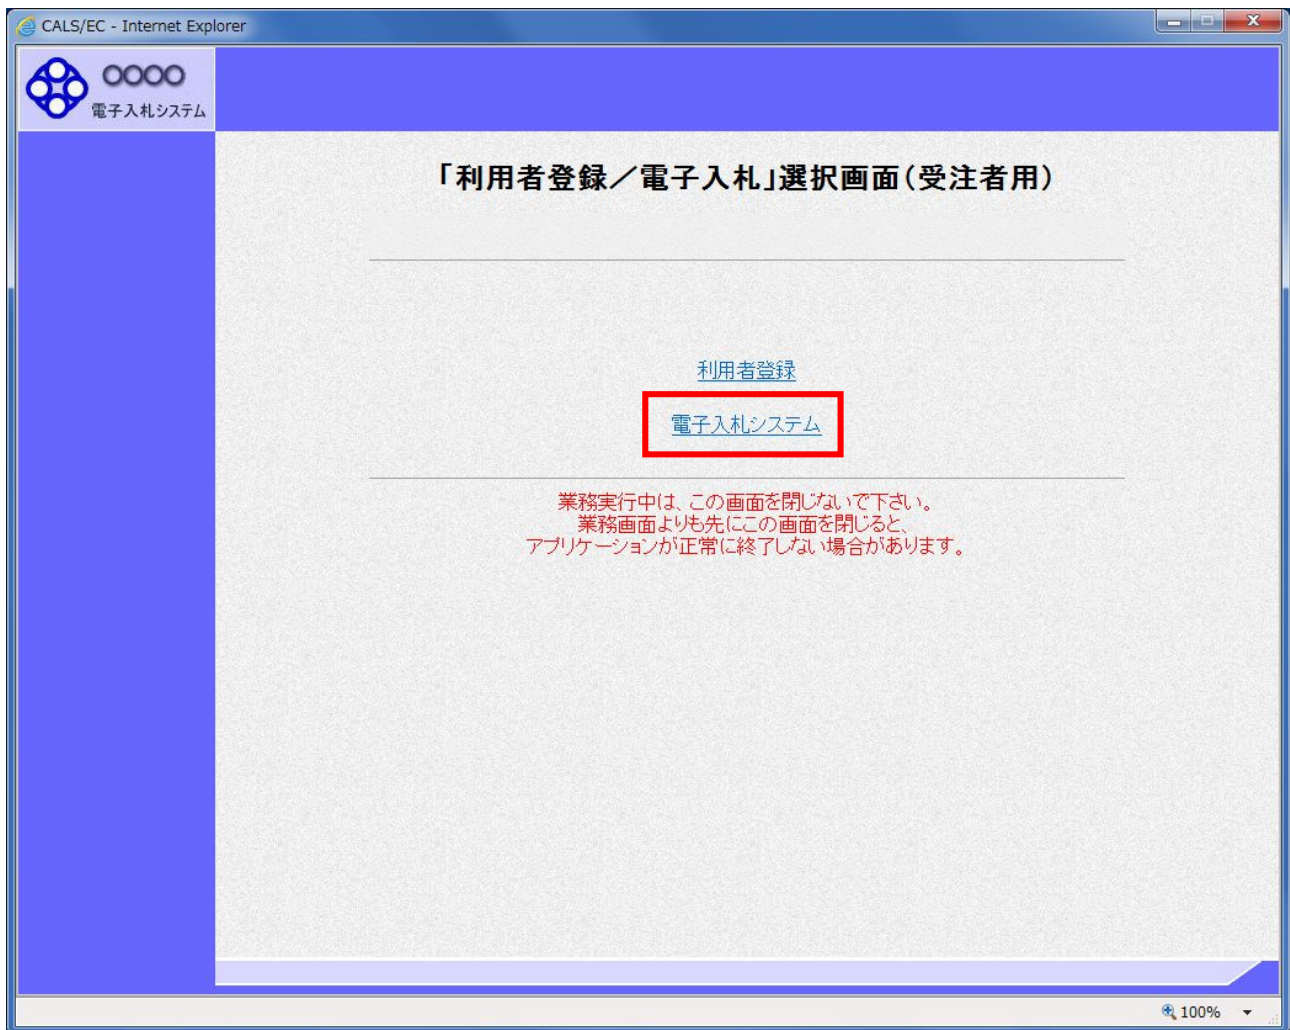 CALS/EC - Internet Explorer
〇〇〇〇
電子入札システム
「利用者登録／電子入札」選択画面（受注者用）
利用者登録
電子入札システム
業務実行中は、この画面を閉じないで下さい。
業務画面よりも先にこの画面を閉じると、
アプリケーションが正常に終了しない場合があります。
100%